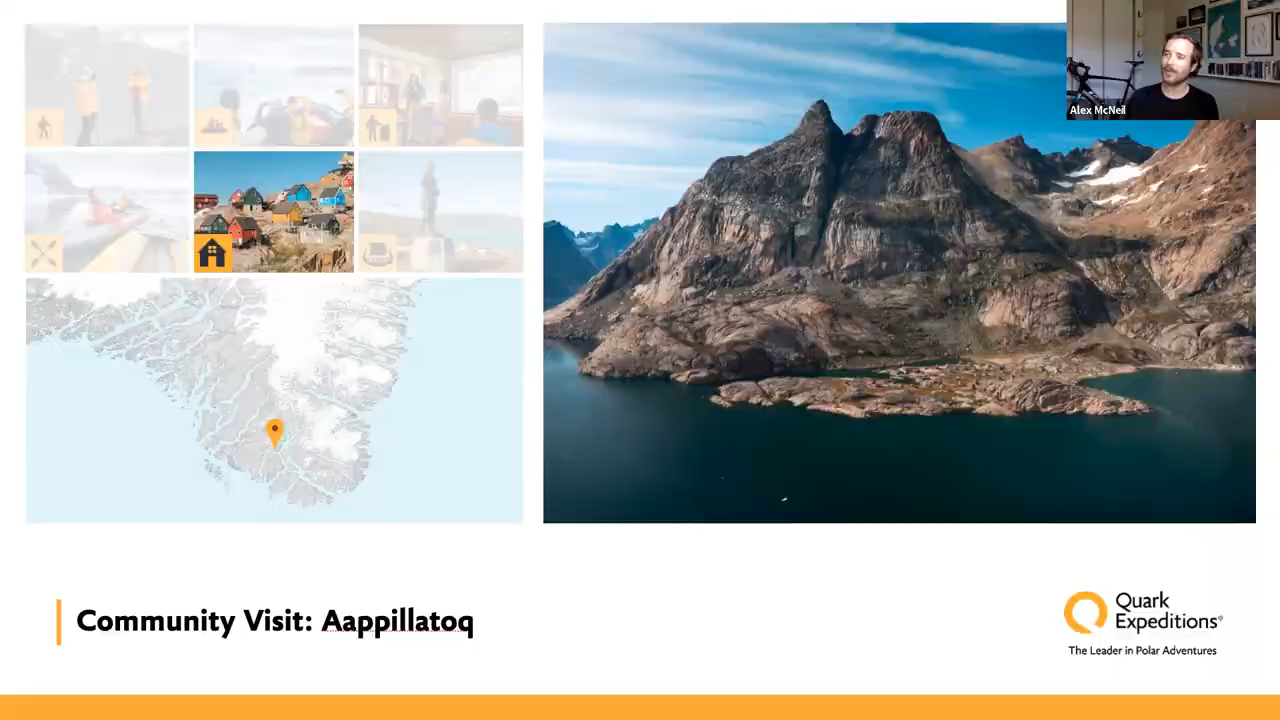 Alex McNeil
Community Visit: Aappillatoq
Quark
Expeditions®
The Leader in Polar Adventures